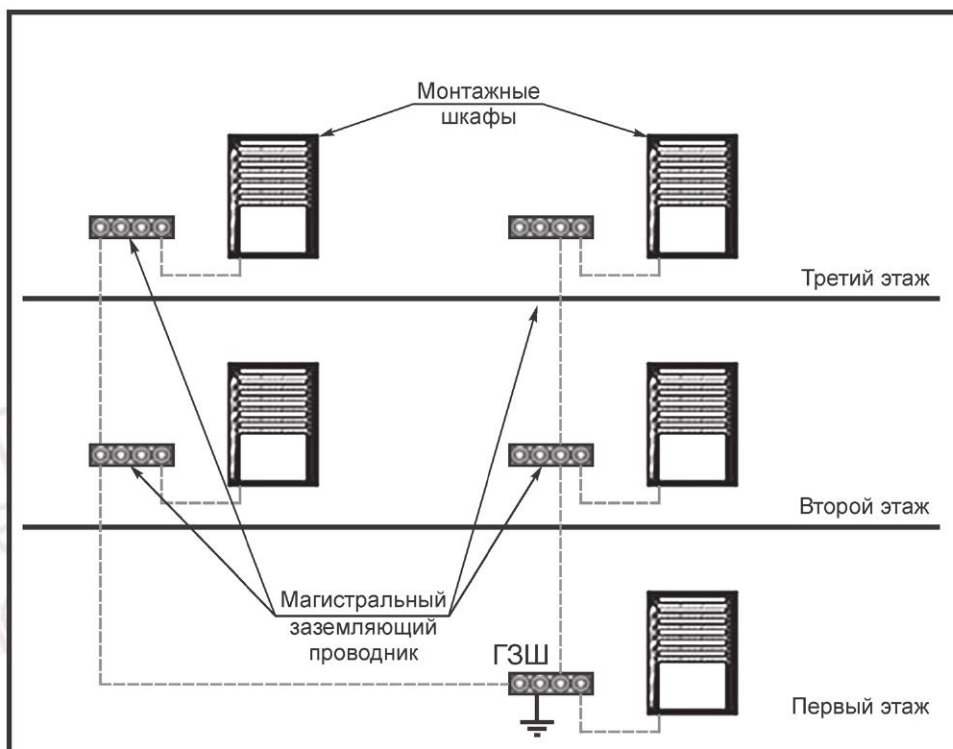 Монтажные
шкафы
Третий этаж
Второй этаж
Магистральный
заземляющий
проводник
ГЗШ
Первый этаж